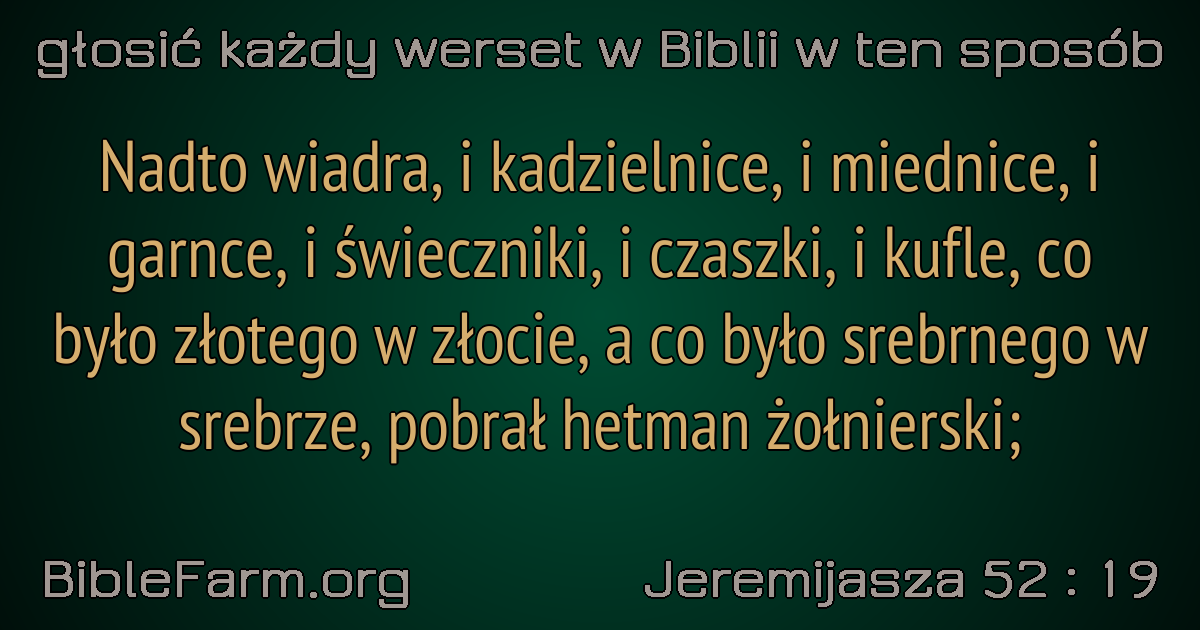 głosić każdy werset w Biblii w ten sposób
Nadto wiadra, i kadzielnice, i miednice, i
garnce, i świeczniki, i czaszki, i kufle, co
było złotego w złocie, a co było srebrnego w
srebrze, pobrał hetman żołnierski;
BibleFarm.org
Jeremijasza 52 : 19